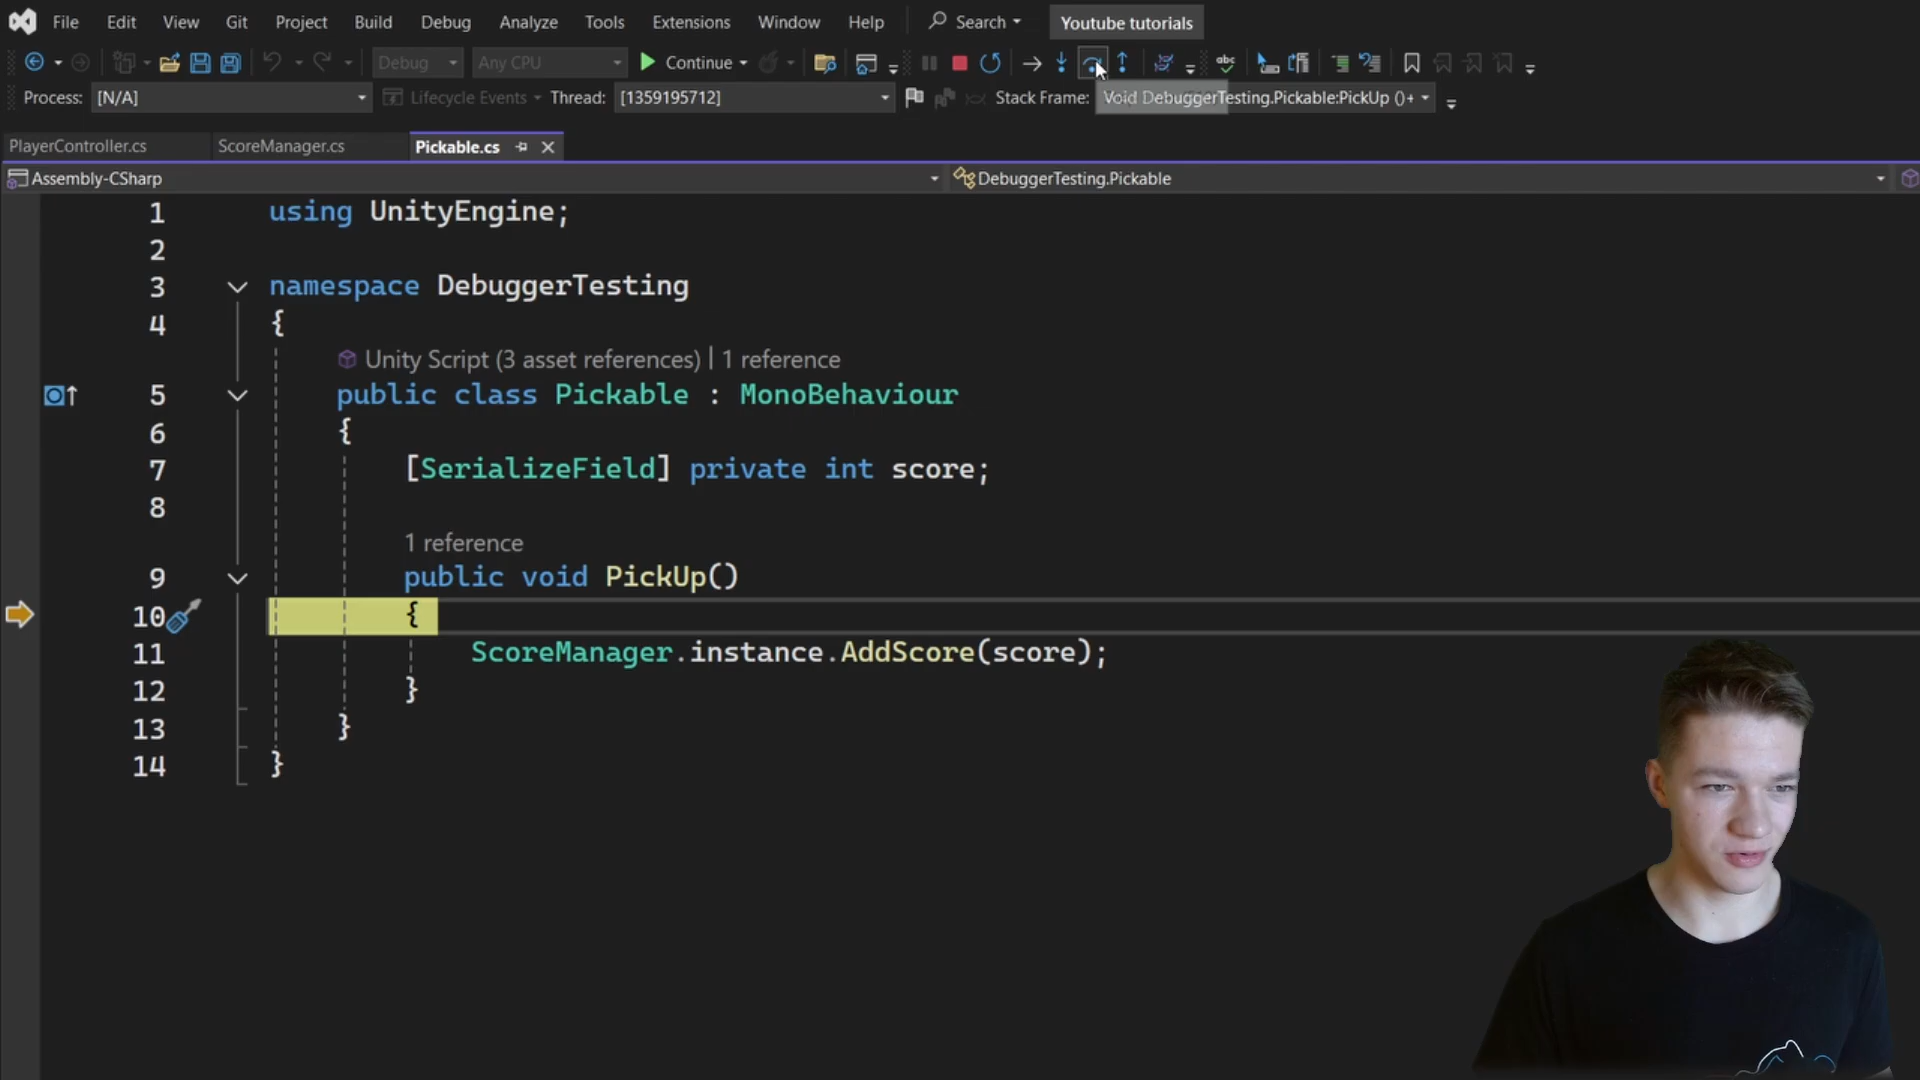 File Edit View Git Project Build Debug Analyze Tools Extensions Window Help Search Youtube tutorials
Debug Any CPU Continue
Process: [N/A] Lifecycle Events Thread: [1359195712] Stack Frame: Void DebuggerTesting.Pickable:PickUp ()+
PlayerController.cs ScoreManager.cs Pickable.cs
Assembly-CSharp DebuggerTesting.Pickable
1 using UnityEngine;
2
3 namespace DebuggerTesting
4 {
Unity Script (3 asset references) | 1 reference
5 public class Pickable : MonoBehaviour
6 {
7 [SerializeField] private int score;
8
1 reference
9 public void PickUp()
10 {
11 ScoreManager.instance.AddScore(score);
12 }
13 }
14 }